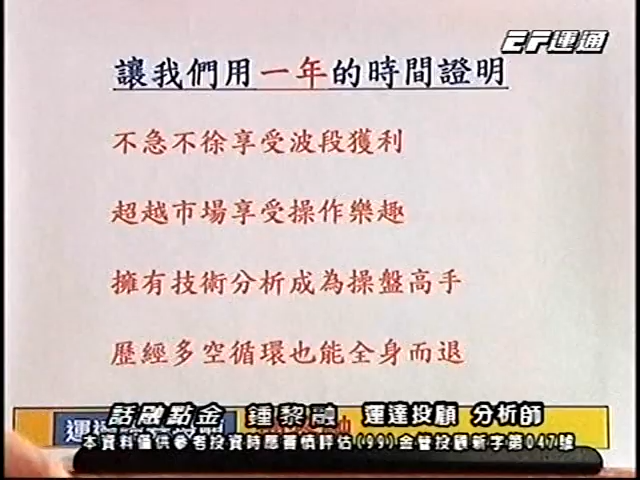 EF運通
讓我們用一年的時間證明
不急不徐享受波段獲利
超越市場享受操作樂趣
擁有技術分析成為操盤高手
歷經多空循環也能全身而退
話融點金 鍾黎融 運達投顧 分析師
本資料僅供參考投資時應審慎評估(99)金管投顧新字第047號